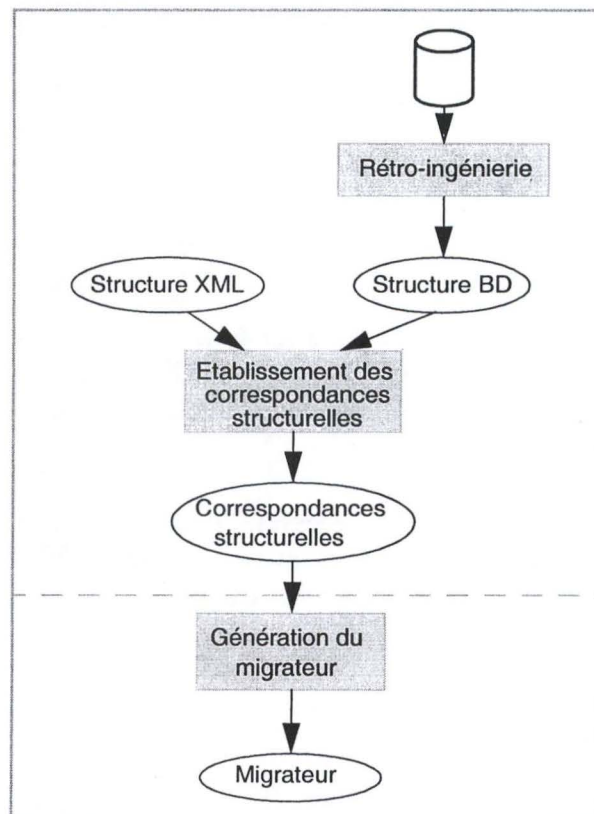 Rétro-ingénierie
Structure XML
Structure BD
Etablissement des
correspondances
structurelles
Correspondances
structurelles
Génération du
migrateur
Migrateur